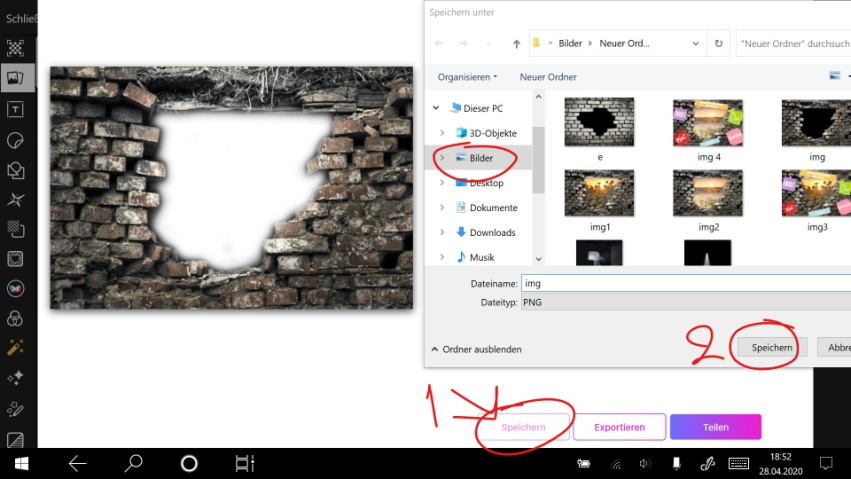 Schließ
Speichern unter
Bilder > Neuer Ord...
"Neuer Ordner" durchsuch
Organisieren
Neuer Ordner
Dieser PC
3D-Objekte
Bilder
Desktop
Dokumente
Downloads
Musik
e
img 4
img
img1
img2
img3
Dateiname: img
Dateityp: PNG
Ordner ausblenden
2
Speichern
Abbre
1
Speichern
Exportieren
Teilen
18:52
28.04.2020